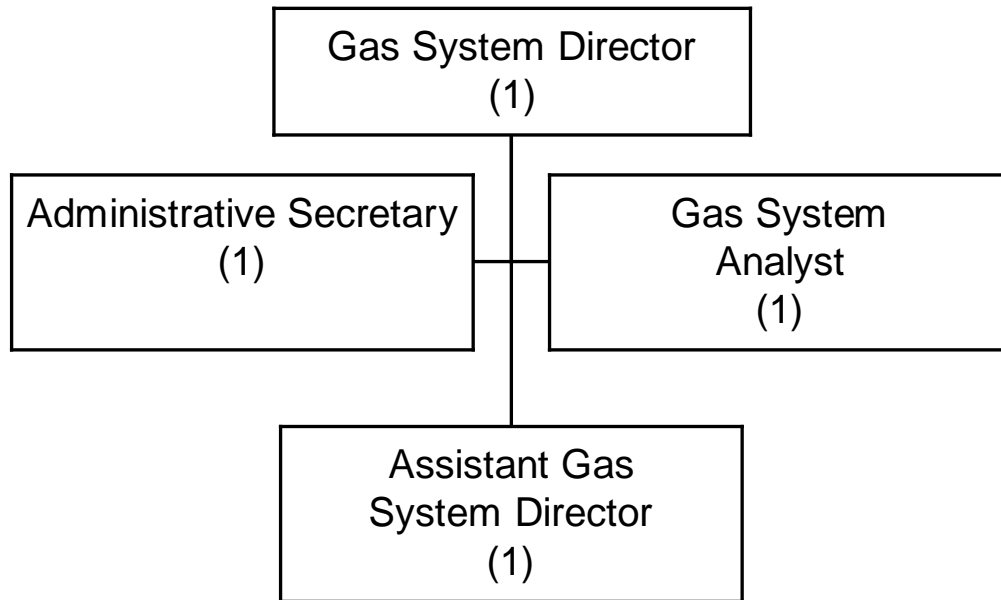 Gas System Director
(1)
Administrative Secretary
(1)
Gas System
Analyst
(1)
Assistant Gas
System Director
(1)